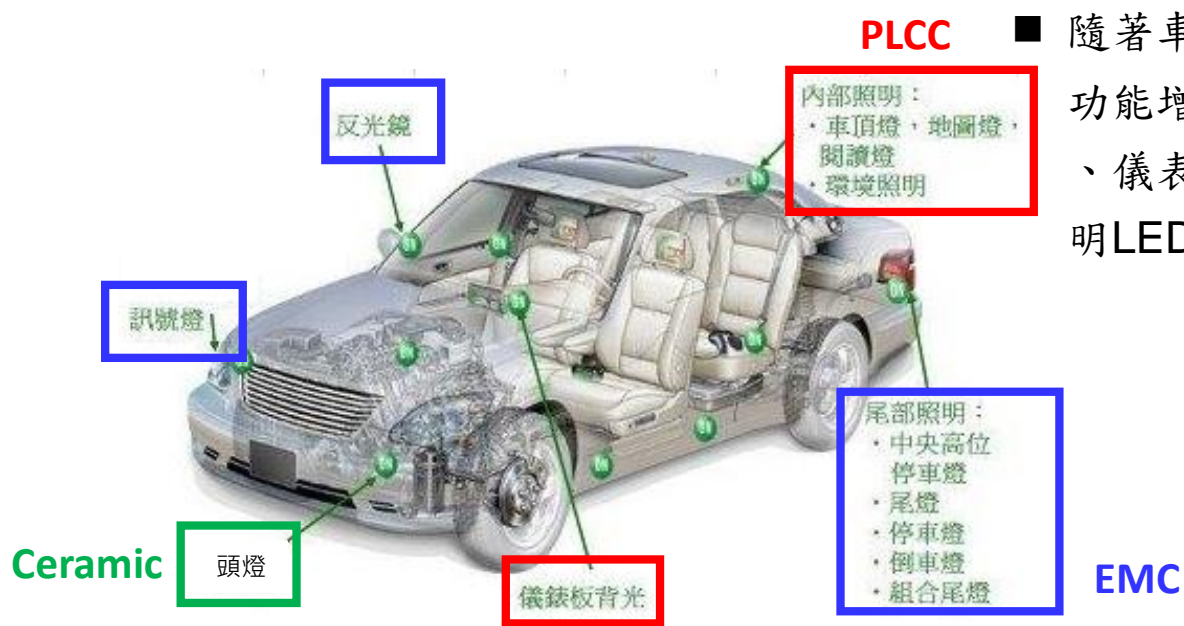 PLCC
■ 隨著車
功能增
、儀表
明LED
內部照明：
・車頂燈，地圖燈，
閱讀燈
・環境照明
反光鏡
訊號燈
尾部照明：
・中央高位
停車燈
・尾燈
・停車燈
・倒車燈
・組合尾燈
Ceramic
頭燈
儀錶板背光
EMC